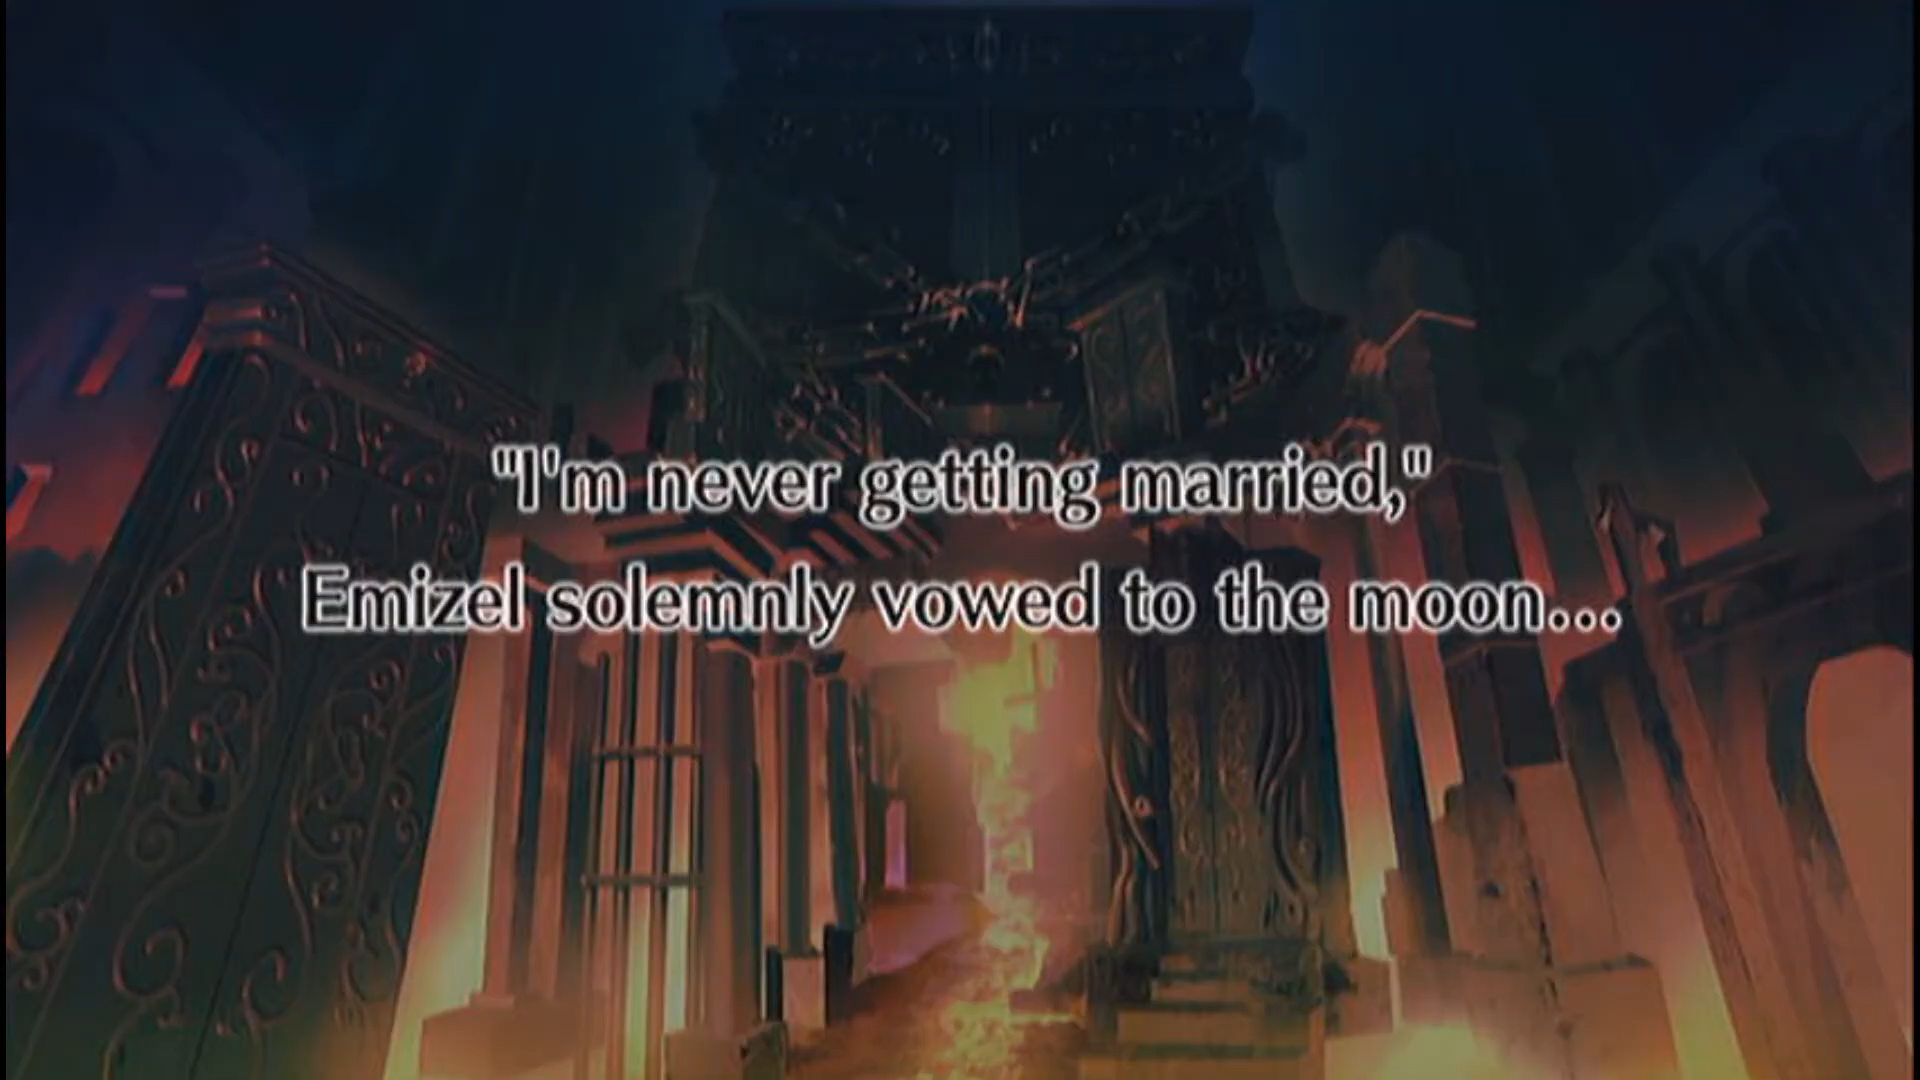 "I'm never getting married,"
Emizel solemnly vowed to the moon...